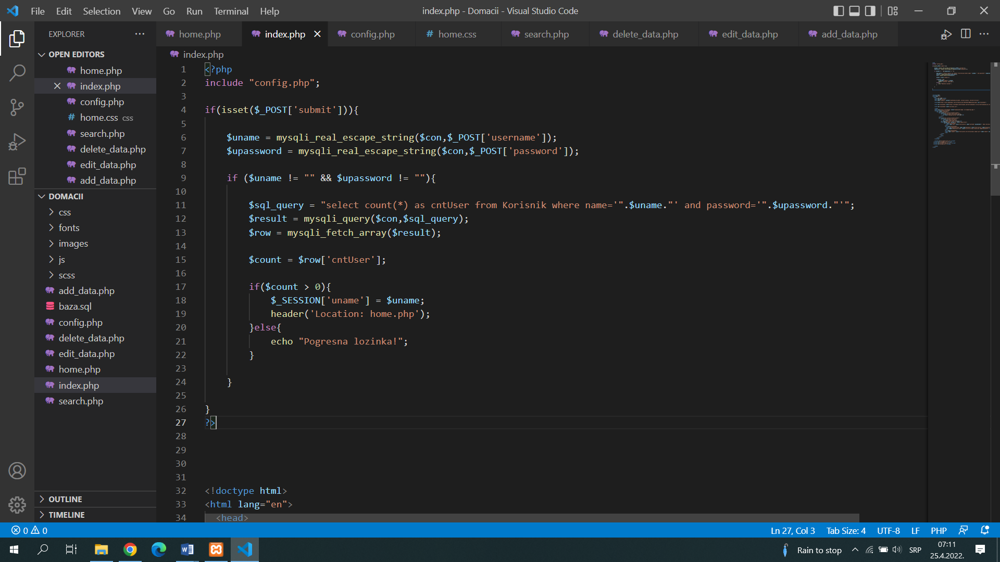 File Edit Selection View Go Run Terminal Help
index.php - Domacii - Visual Studio Code
EXPLORER
home.php
index.php
config.php
# home.css
search.php
delete_data.php
edit_data.php
add_data.php
OPEN EDITORS
home.php
index.php
config.php
# home.css css
search.php
delete_data.php
edit_data.php
add_data.php
DOMACII
css
fonts
images
js
scss
add_data.php
baza.sql
config.php
delete_data.php
edit_data.php
home.php
index.php
search.php
OUTLINE
TIMELINE
index.php
1 <?php
2 include "config.php";
3
4 if(isset($_POST['submit'])){
5
6 $uname = mysqli_real_escape_string($con,$_POST['username']);
7 $upassword = mysqli_real_escape_string($con,$_POST['password']);
8
9 if ($uname != "" && $upassword != ""){
10
11 $sql_query = "select count(*) as cntUser from Korisnik where name='".$uname."' and password='".$upassword."'";
12 $result = mysqli_query($con,$sql_query);
13 $row = mysqli_fetch_array($result);
14
15 $count = $row['cntUser'];
16
17 if($count > 0){
18 $_SESSION['uname'] = $uname;
19 header('Location: home.php');
20 }else{
21 echo "Pogresna lozinka!";
22 }
23
24 }
25
26 }
27 ?>
28
29
30
31
32 <!doctype html>
33 <html lang="en">
34 <head>
0 0
Ln 27, Col 3 Tab Size: 4 UTF-8 LF PHP
Rain to stop
SRP
07:11
25.4.2022.